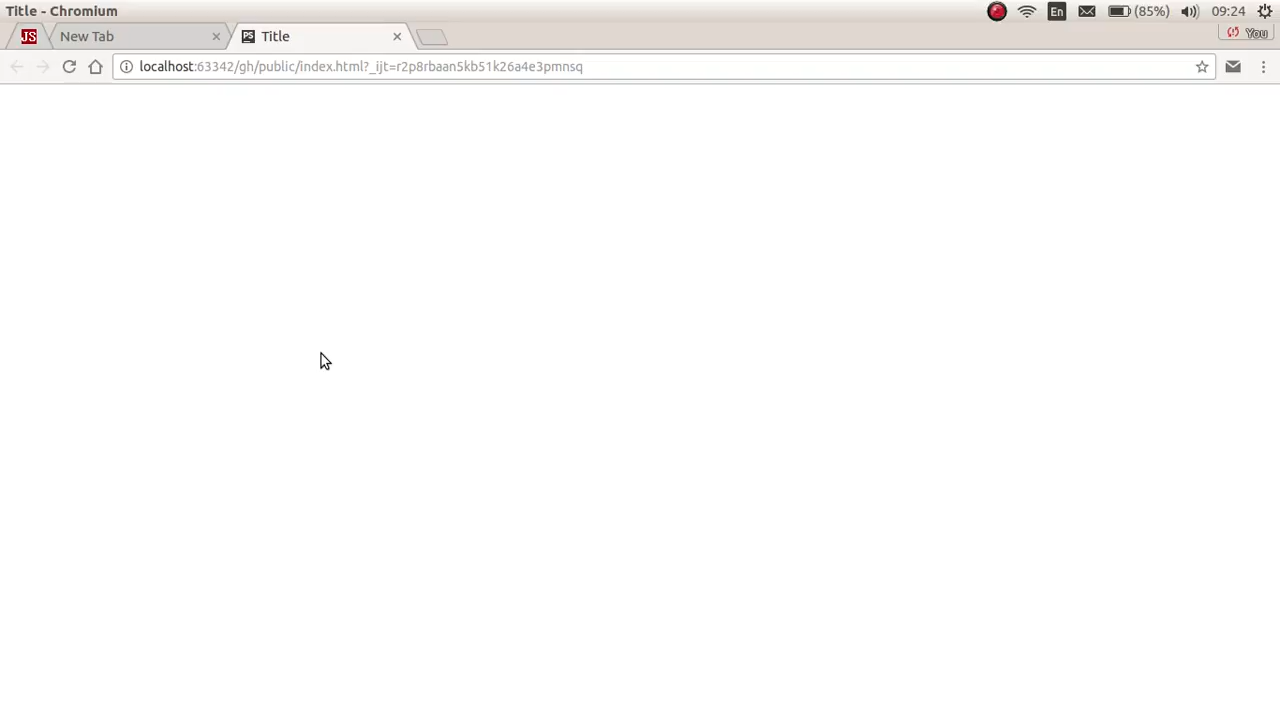 Title - Chromium
En
(85%)
09:24
JS
New Tab
PS
Title
You
localhost:63342/gh/public/index.html?_ijt=r2p8rbaan5kb51k26a4e3pmnsq